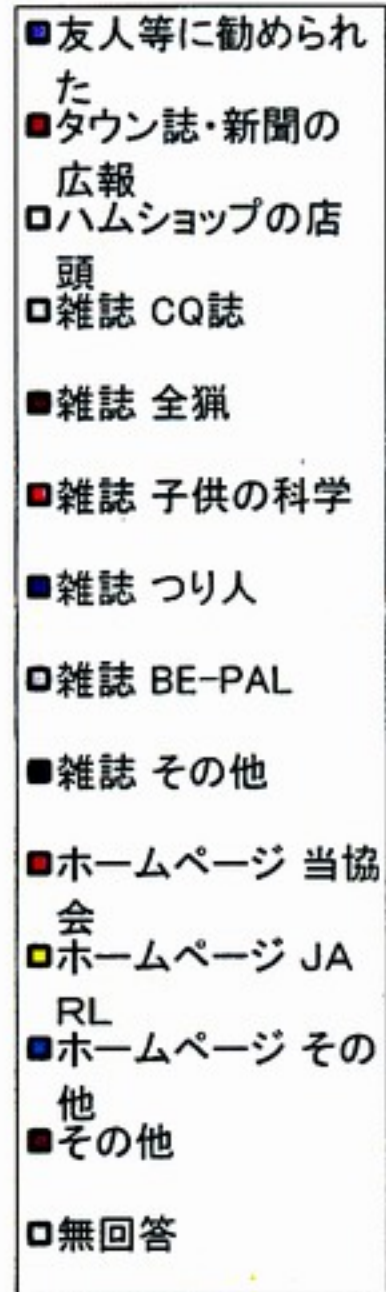 友人等に勧められ
た
タウン誌・新聞の
広報
ハムショップの店
頭
雑誌 CQ誌
雑誌 全猟
雑誌 子供の科学
雑誌 つり人
雑誌 BE-PAL
雑誌 その他
ホームページ 当協
会
ホームページ JA
RL
ホームページ その
他
その他
無回答